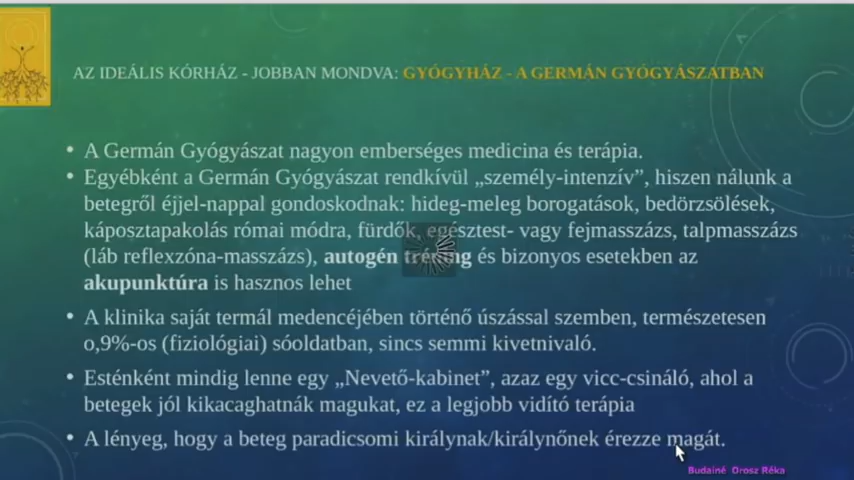 AZ IDEÁLIS KÓRHÁZ - JOBBAN MONDVA: GYÓGYHÁZ - A GERMÁN GYÓGYÁSZATBAN
• A Germán Gyógyászat nagyon emberséges medicina és terápia.
• Egyébként a Germán Gyógyászat rendkívül „személy-intenzív”, hiszen nálunk a
betegről éjjel-nappal gondoskodnak: hideg-meleg borogatások, bedörzsölések,
káposztapakolás római módra, fürdők, egésztest- vagy fejmasszázs, talpmasszázs
(láb reflexzóna-masszázs), autogén tréning és bizonyos esetekben az
akupunktúra is hasznos lehet
• A klinika saját termál medencéjében történő úszással szemben, természetesen
0,9%-os (fiziológiai) sóoldatban, sincs semmi kivetnivaló.
• Esténként mindig lenne egy „Nevető-kabinet”, azaz egy vicc-csináló, ahol a
betegek jól kikacaghatnák magukat, ez a legjobb vidító terápia
• A lényeg, hogy a beteg paradicsomi királynak/királynőnek érezze magát.
Budainé Orosz Réka